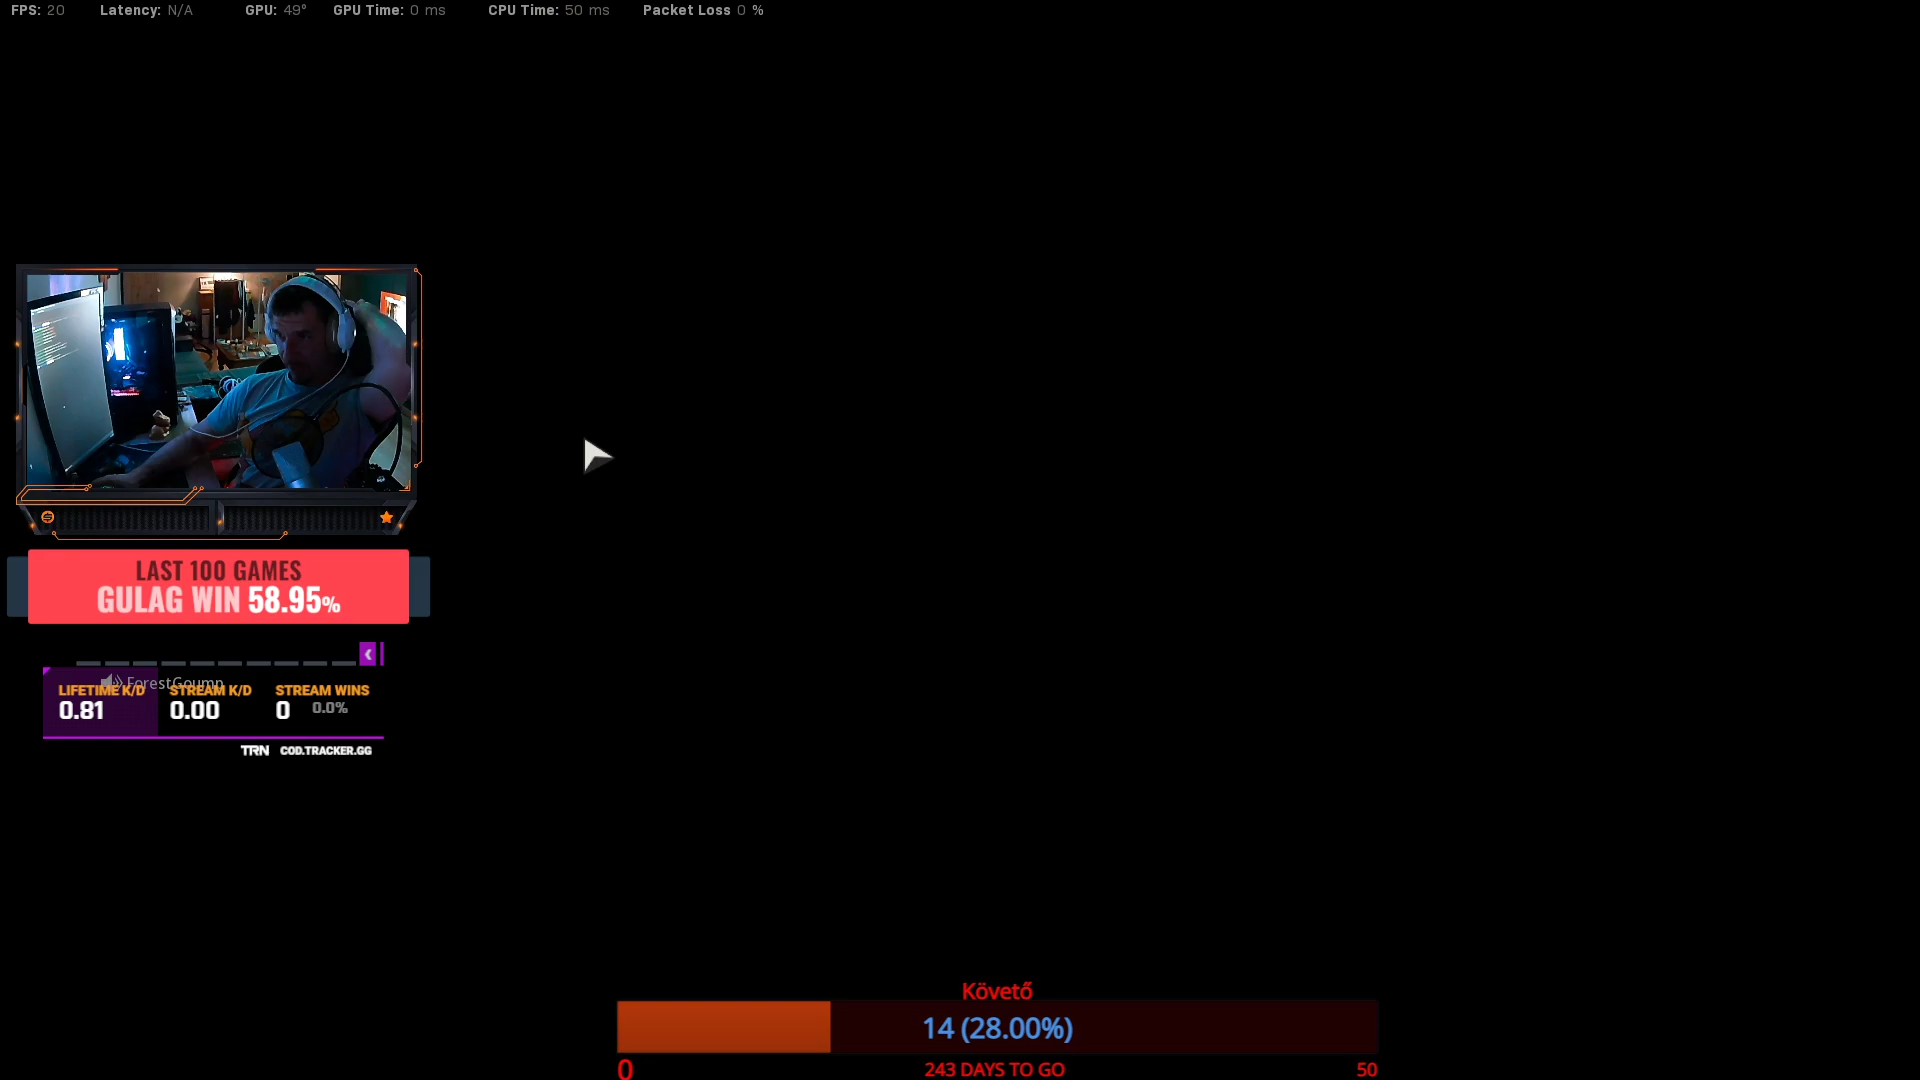 FPS: 20 Latency: N/A GPU: 49° GPU Time: 0 ms CPU Time: 50 ms Packet Loss 0 %
LAST 100 GAMES
GULAG WIN 58.95%
ForestGoump
LIFETIME K/D STREAM K/D STREAM WINS
0.81 0.00 0 0.0%
TRN COD.TRACKER.GG
Követő
14 (28.00%)
0 243 DAYS TO GO 50